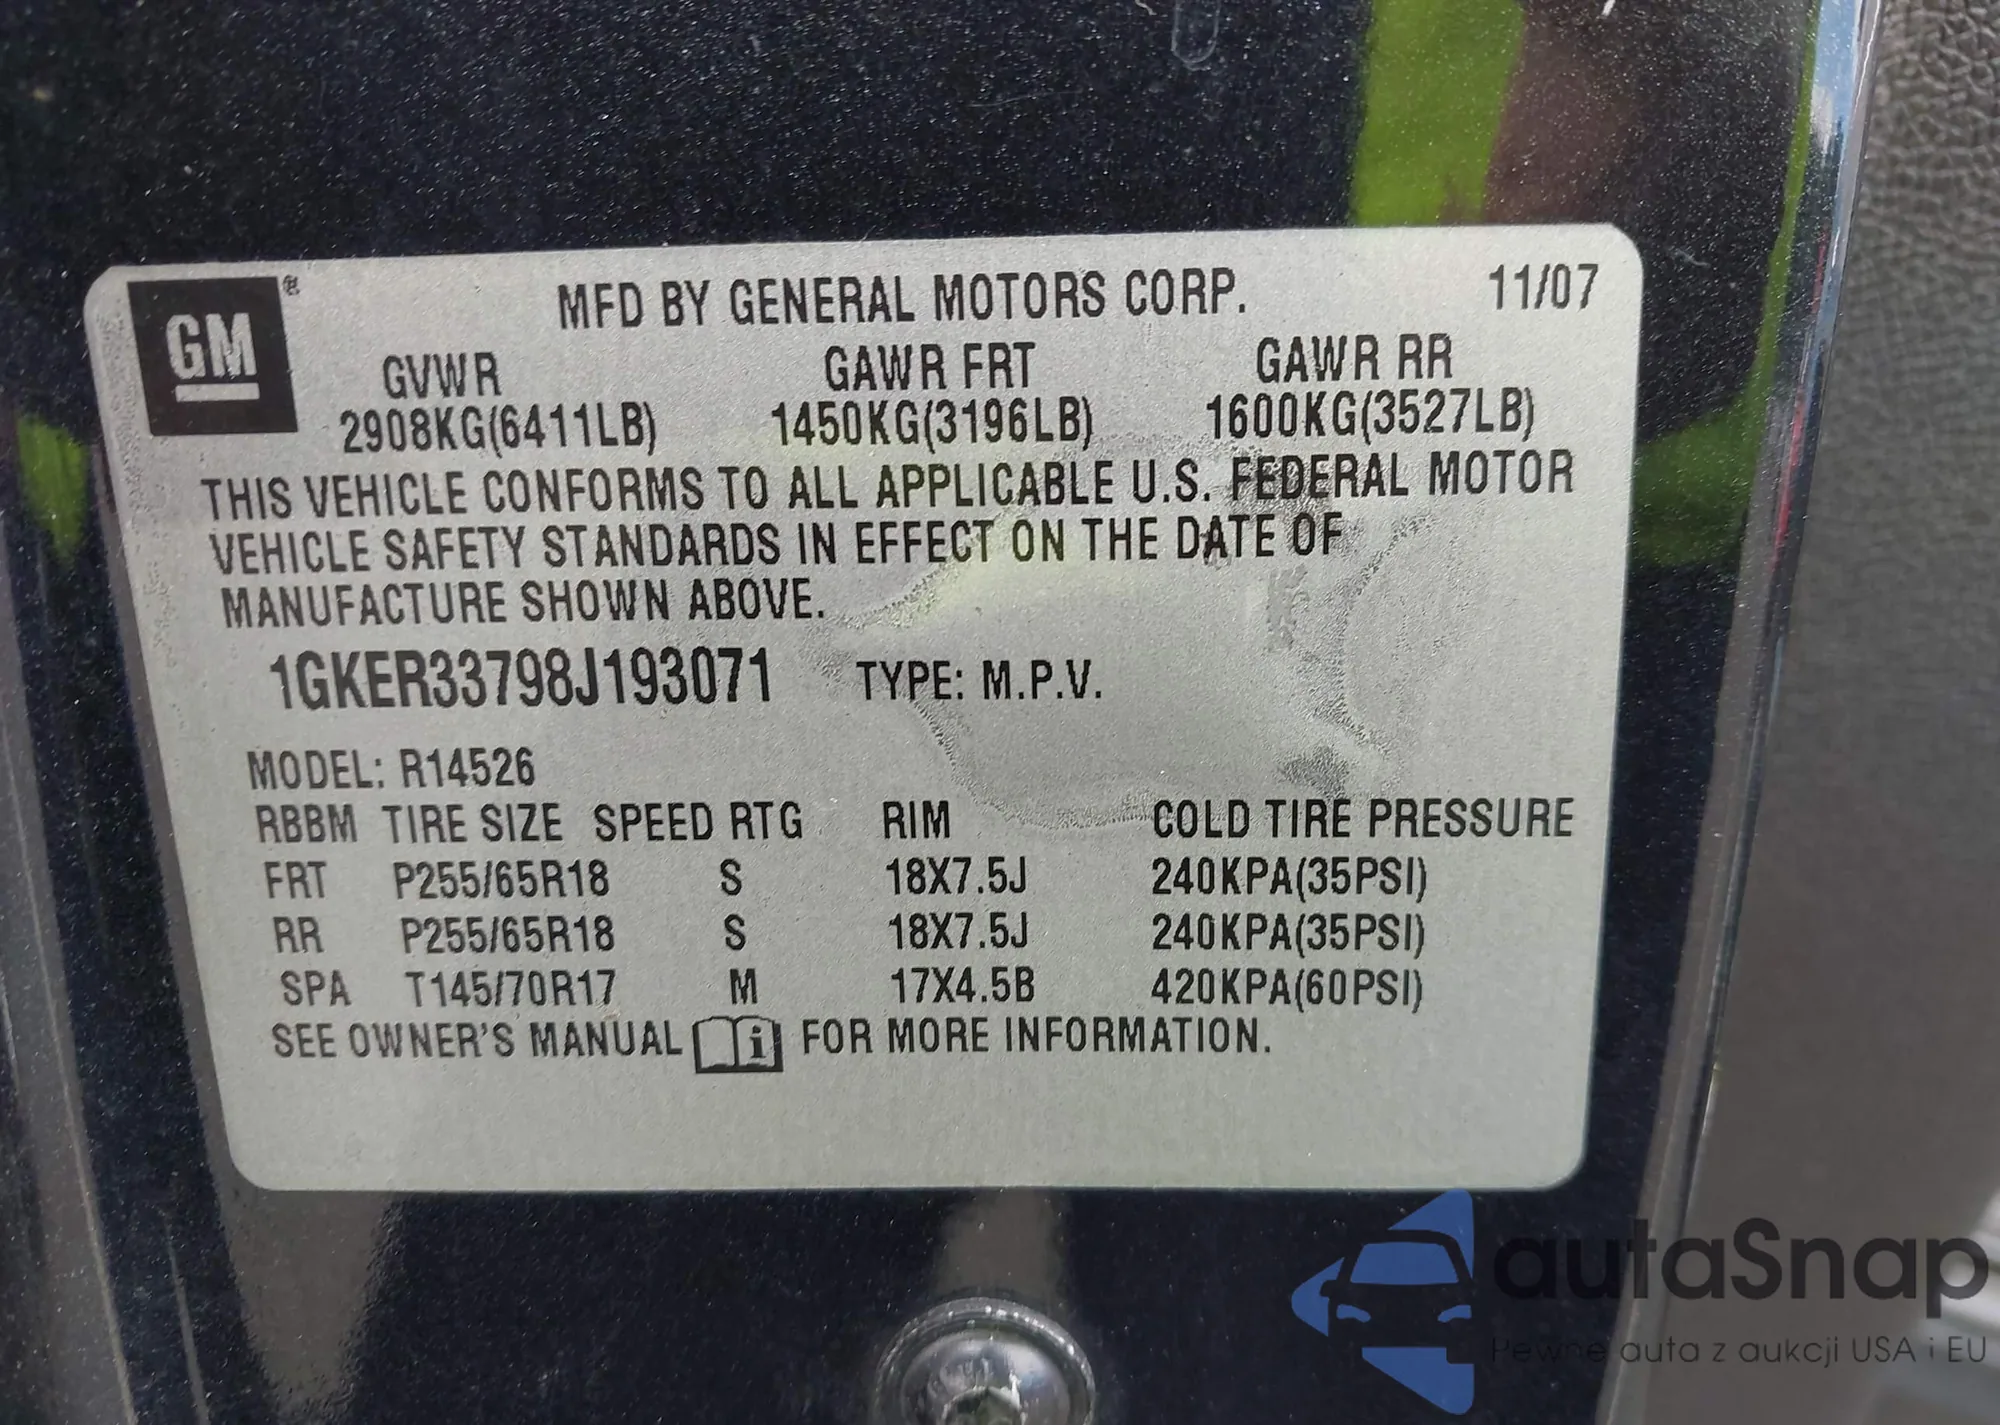 GM ®
MFD BY GENERAL MOTORS CORP. 11/07
GVWR GAWR FRT GAWR RR
2908KG(6411LB) 1450KG(3196LB) 1600KG(3527LB)
THIS VEHICLE CONFORMS TO ALL APPLICABLE U.S. FEDERAL MOTOR
VEHICLE SAFETY STANDARDS IN EFFECT ON THE DATE OF
MANUFACTURE SHOWN ABOVE.
1GKER33798J193071 TYPE: M.P.V.
MODEL: R14526
RBBM TIRE SIZE SPEED RTG RIM COLD TIRE PRESSURE
FRT P255/65R18 S 18X7.5J 240KPA(35PSI)
RR P255/65R18 S 18X7.5J 240KPA(35PSI)
SPA T145/70R17 M 17X4.5B 420KPA(60PSI)
SEE OWNER'S MANUAL i FOR MORE INFORMATION.
autaSnap
Pewne auta z aukcji USA i EU